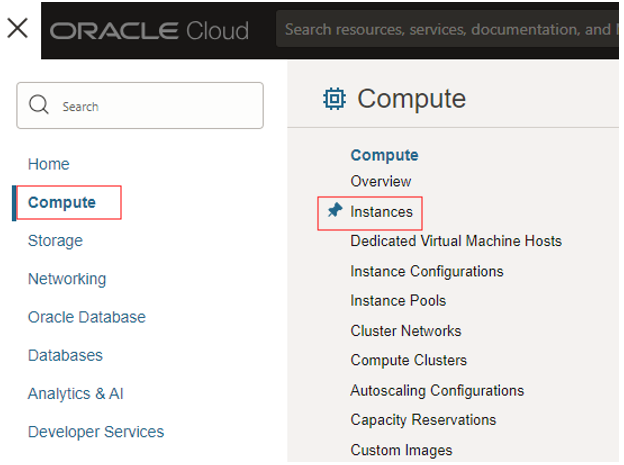 ORACLE Cloud
Search resources, services, documentation, and
Search
Home
Compute
Storage
Networking
Oracle Database
Databases
Analytics & AI
Developer Services
Compute
Compute
Overview
Instances
Dedicated Virtual Machine Hosts
Instance Configurations
Instance Pools
Cluster Networks
Compute Clusters
Autoscaling Configurations
Capacity Reservations
Custom Images